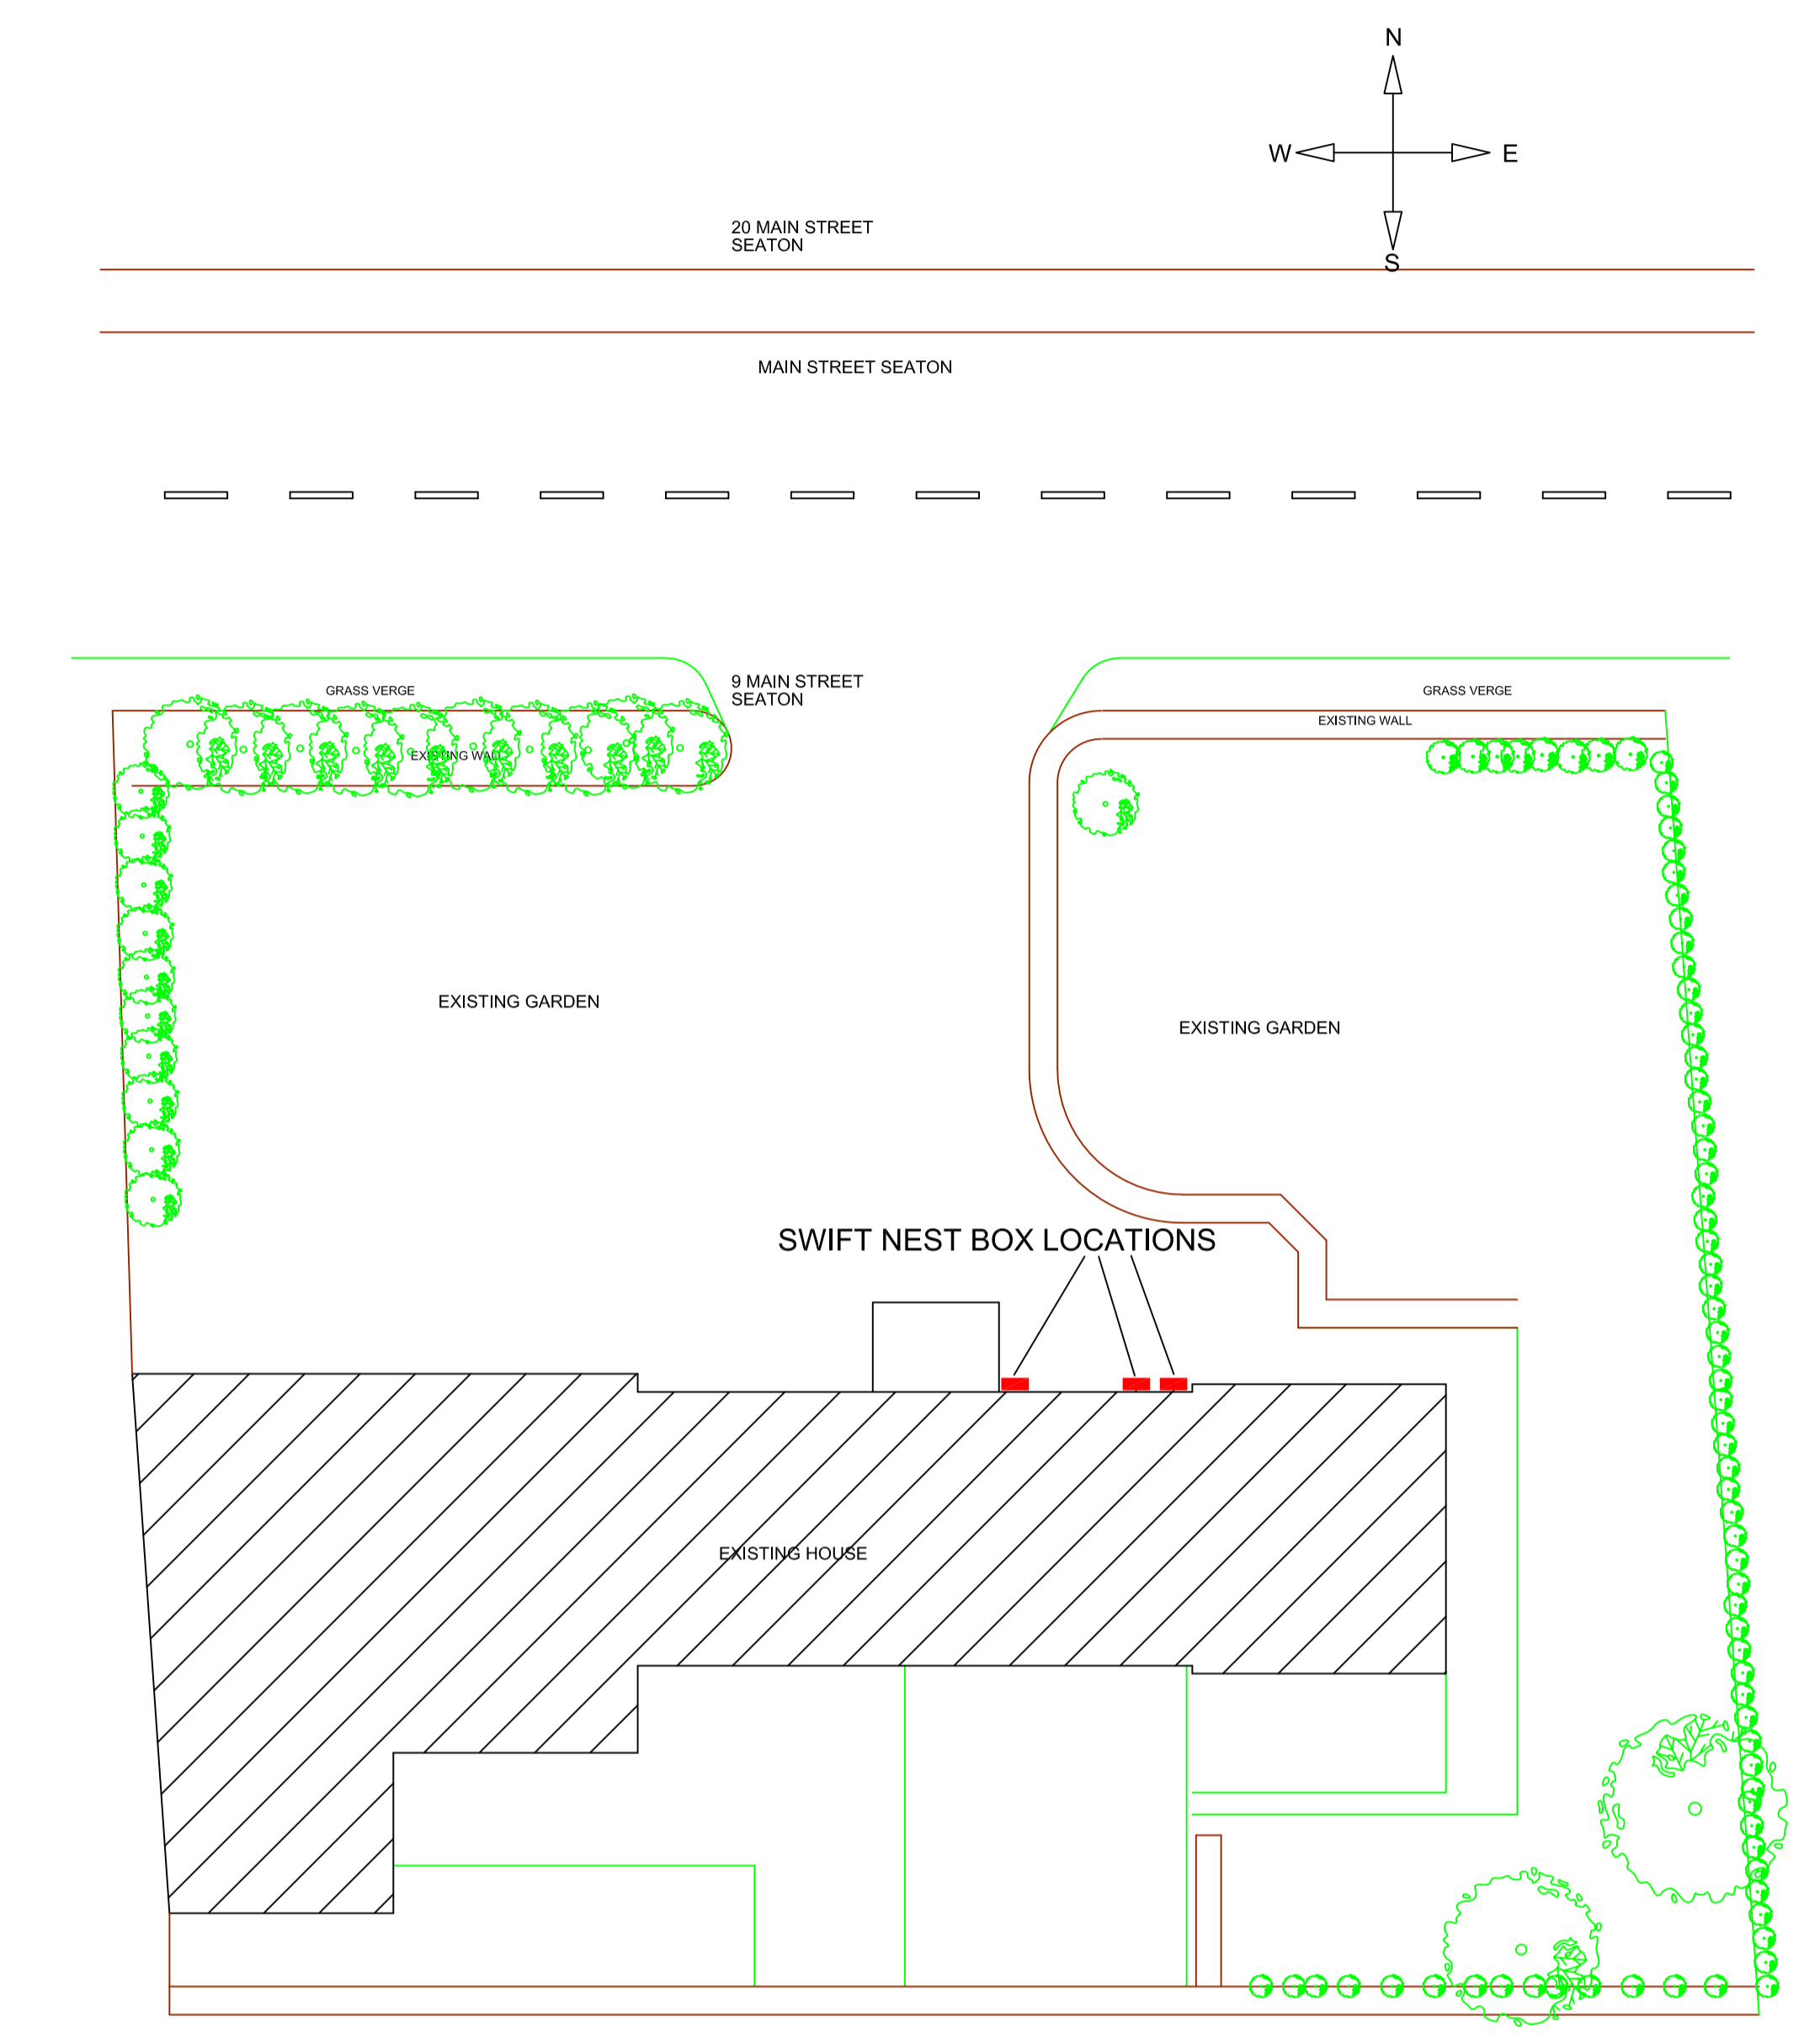 N
W
E
S
20 MAIN STREET
SEATON
MAIN STREET SEATON
9 MAIN STREET
SEATON
GRASS VERGE
GRASS VERGE
EXISTING WALL
EXISTING WALL
EXISTING GARDEN
EXISTING GARDEN
SWIFT NEST BOX LOCATIONS
EXISTING HOUSE